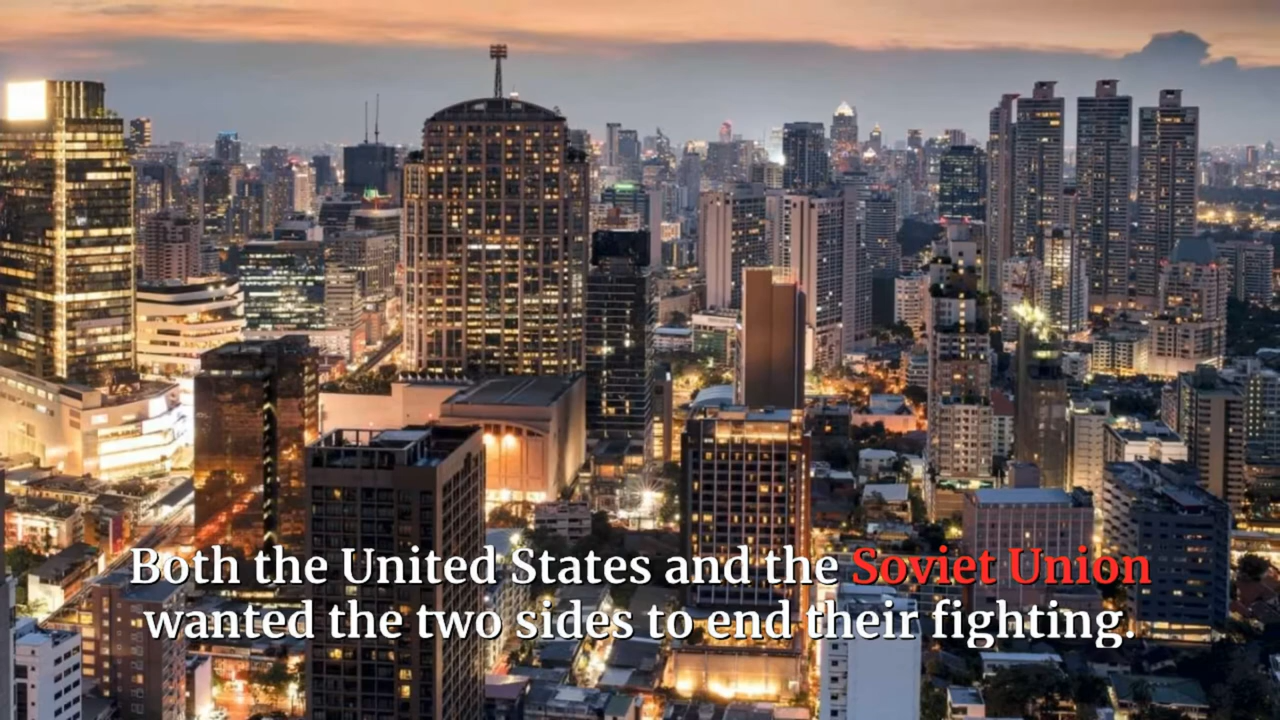 Both the United States and the Soviet Union
wanted the two sides to end their fighting.